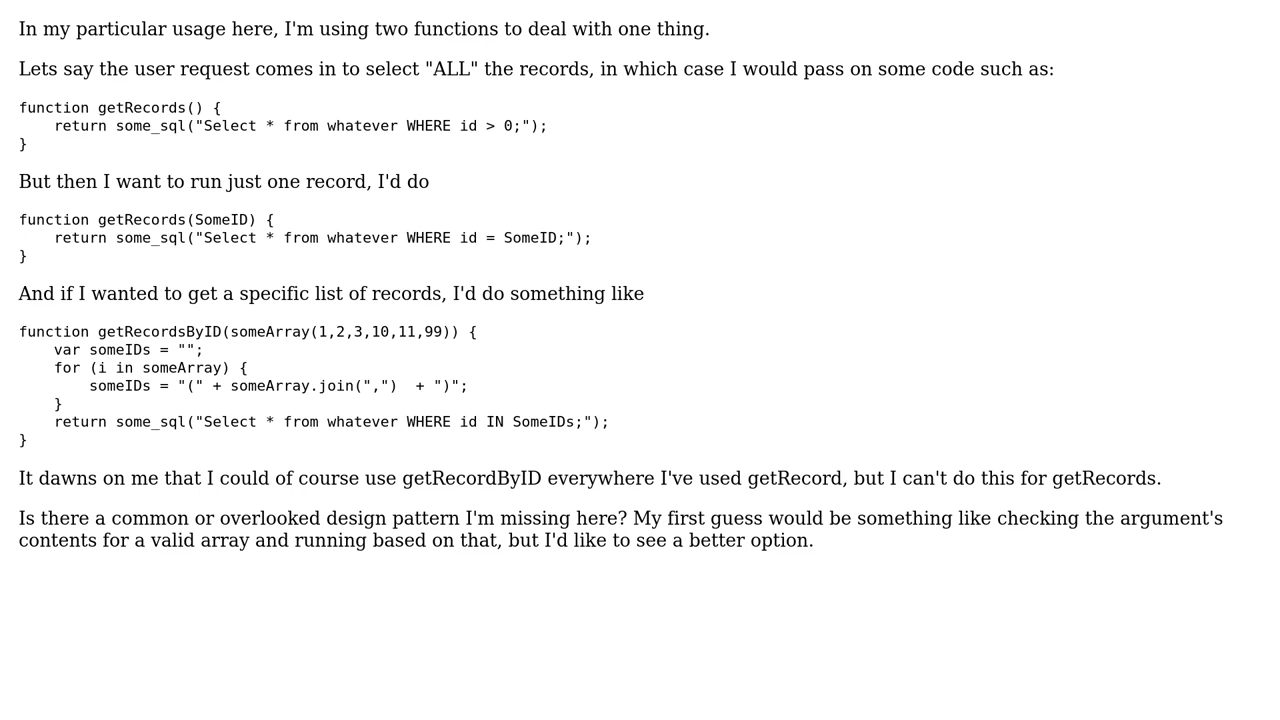 In my particular usage here, I'm using two functions to deal with one thing.
Lets say the user request comes in to select "ALL" the records, in which case I would pass on some code such as:
function getRecords() {
    return some_sql("Select * from whatever WHERE id > 0;");
}
But then I want to run just one record, I'd do
function getRecords(SomeID) {
    return some_sql("Select * from whatever WHERE id = SomeID;");
}
And if I wanted to get a specific list of records, I'd do something like
function getRecordsByID(someArray(1,2,3,10,11,99)) {
    var someIDs = "";
    for (i in someArray) {
        someIDs = "(" + someArray.join(",")  + ")";
    }
    return some_sql("Select * from whatever WHERE id IN SomeIDs;");
}
It dawns on me that I could of course use getRecordByID everywhere I've used getRecord, but I can't do this for getRecords.
Is there a common or overlooked design pattern I'm missing here? My first guess would be something like checking the argument's
contents for a valid array and running based on that, but I'd like to see a better option.